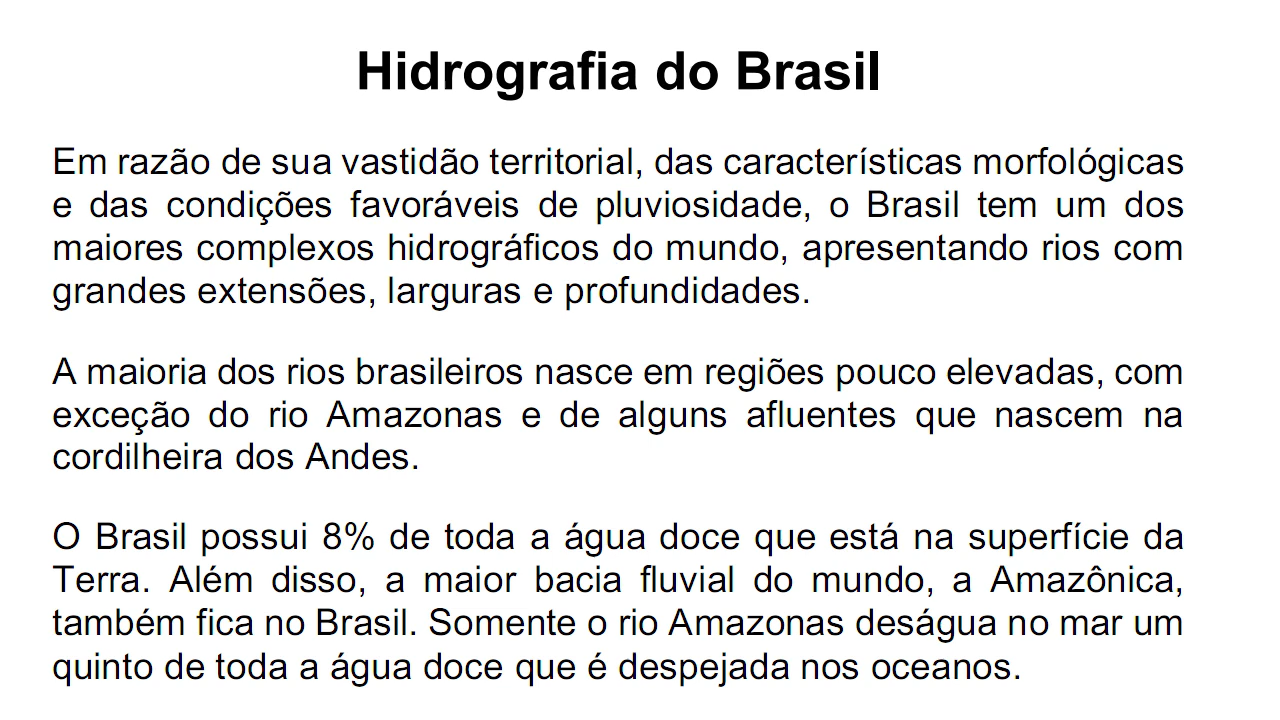 Hidrografia do Brasil
Em razão de sua vastidão territorial, das características morfológicas
e das condições favoráveis de pluviosidade, o Brasil tem um dos
maiores complexos hidrográficos do mundo, apresentando rios com
grandes extensões, larguras e profundidades.
A maioria dos rios brasileiros nasce em regiões pouco elevadas, com
exceção do rio Amazonas e de alguns afluentes que nascem na
cordilheira dos Andes.
O Brasil possui 8% de toda a água doce que está na superfície da
Terra. Além disso, a maior bacia fluvial do mundo, a Amazônica,
também fica no Brasil. Somente o rio Amazonas deságua no mar um
quinto de toda a água doce que é despejada nos oceanos.